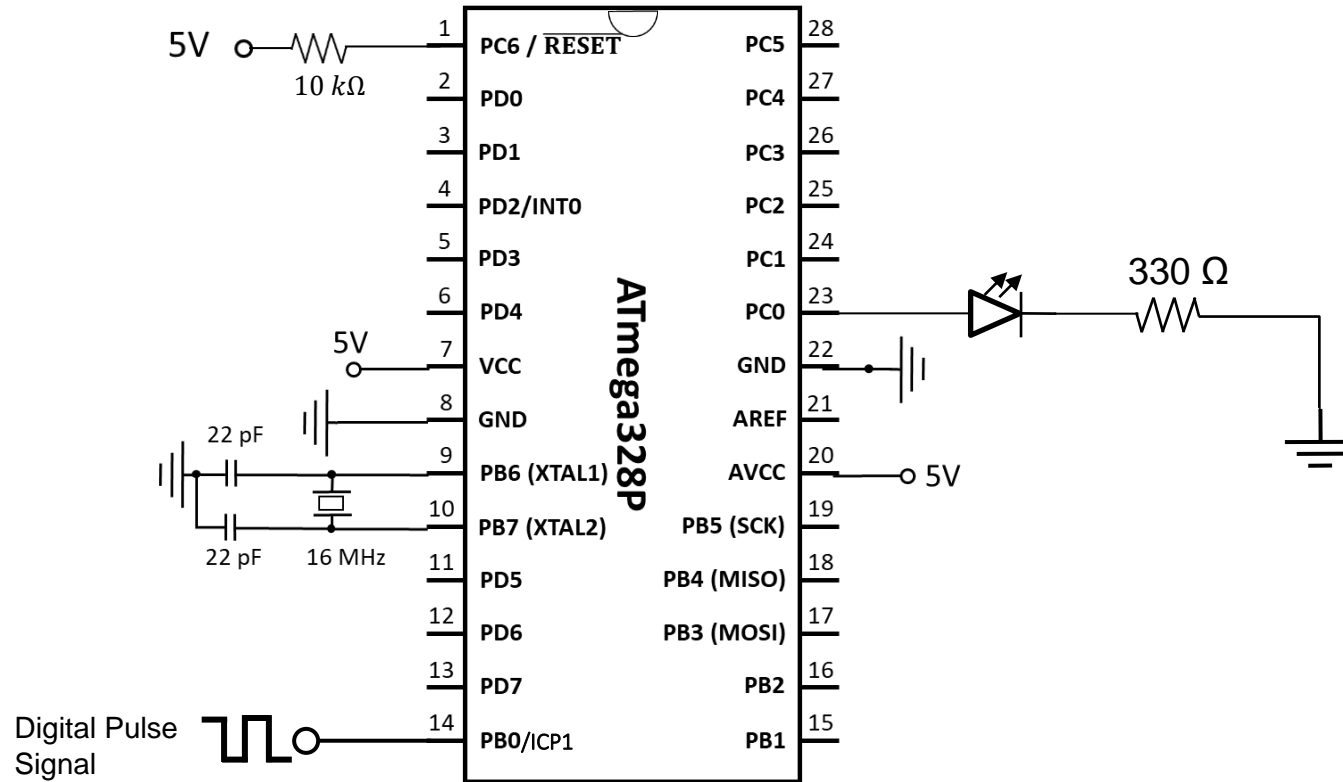 5V
10 kΩ
1
PC6 / RESET
2
PD0
3
PD1
4
PD2/INT0
5
PD3
6
PD4
5V
7
VCC
8
GND
22 pF
9
PB6 (XTAL1)
10
PB7 (XTAL2)
22 pF
16 MHz
11
PD5
12
PD6
13
PD7
Digital Pulse
Signal
14
PB0/ICP1
ATmega328P
28
PC5
27
PC4
26
PC3
25
PC2
24
PC1
23
PC0
330 Ω
22
GND
21
AREF
20
AVCC
5V
19
PB5 (SCK)
18
PB4 (MISO)
17
PB3 (MOSI)
16
PB2
15
PB1